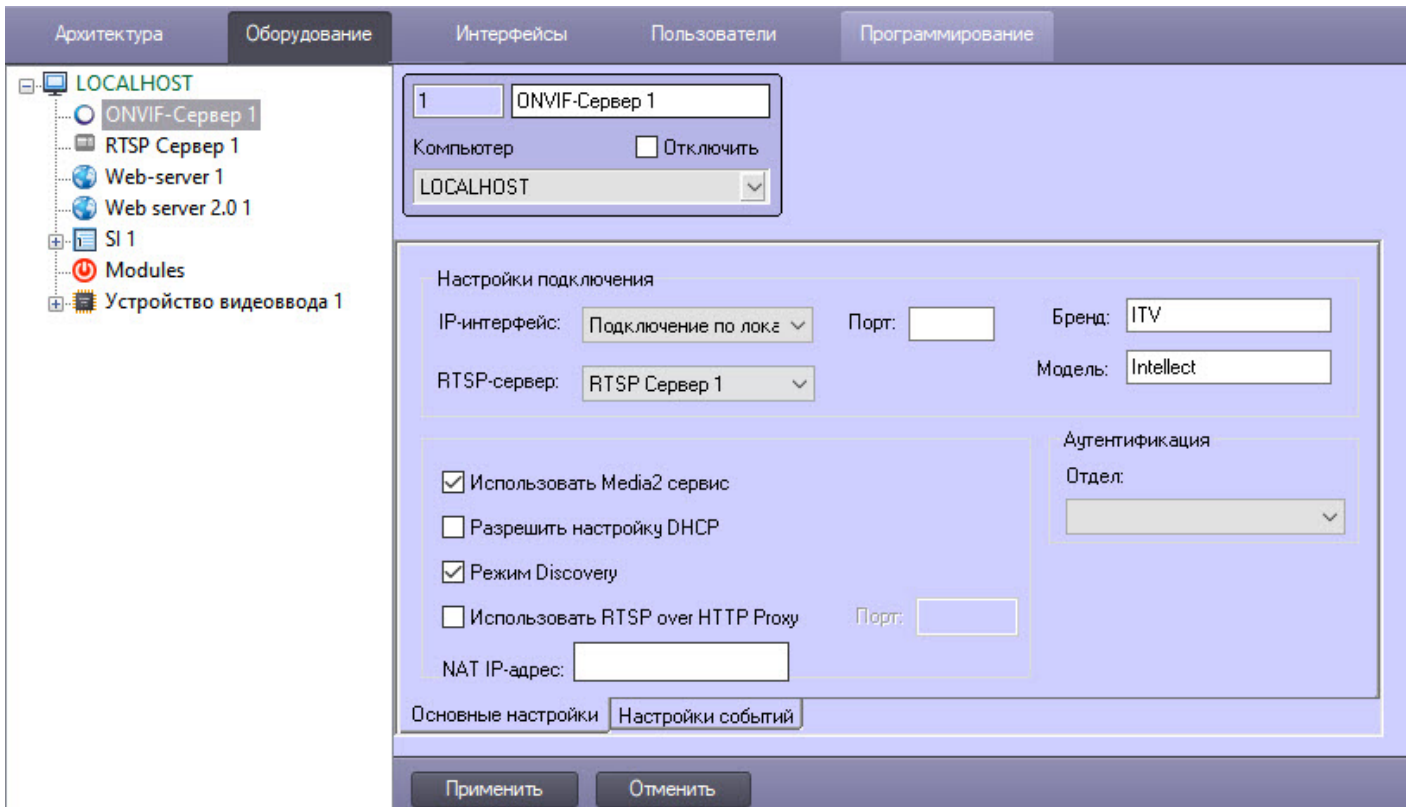 Архитектура Оборудование Интерфейсы Пользователи Программирование
LOCALHOST
ONVIF-Сервер 1
RTSP Сервер 1
Web-server 1
Web server 2.0 1
SI 1
Modules
Устройство видеоввода 1
1 ONVIF-Сервер 1
Компьютер Отключить
LOCALHOST
Настройки подключения
IP-интерфейс: Подключение по лока Порт: Бренд: ITV
RTSP-сервер: RTSP Сервер 1 Модель: Intellect
Использовать Media2 сервис
Разрешить настройку DHCP
Режим Discovery
Использовать RTSP over HTTP Proxy Порт:
NAT IP-адрес:
Аутентификация
Отдел:
Основные настройки Настройки событий
Применить Отменить